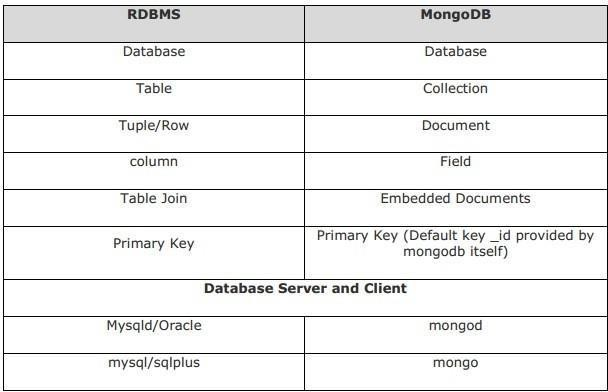 RDBMS MongoDB
Database Database
Table Collection
Tuple/Row Document
column Field
Table Join Embedded Documents
Primary Key Primary Key (Default key _id provided by
mongodb itself)
Database Server and Client
Mysqld/Oracle mongod
mysql/sqlplus mongo